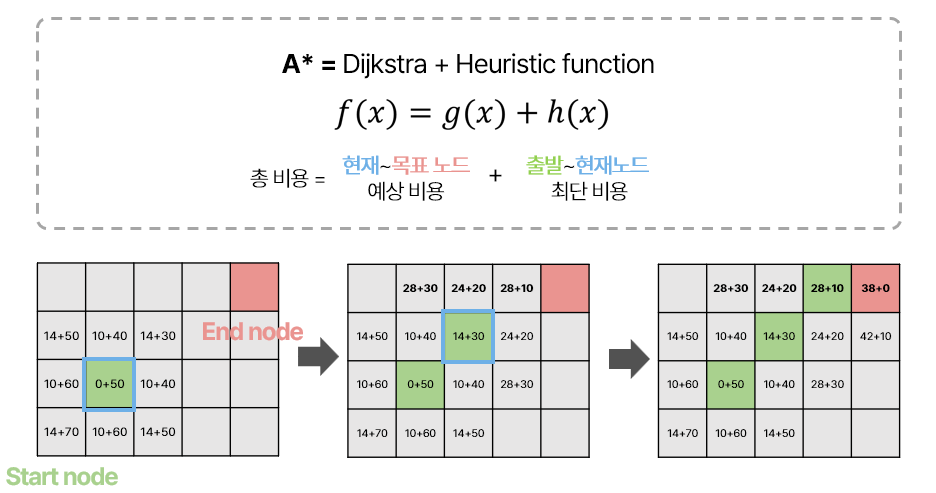 A* = Dijkstra + Heuristic function
f(x) = g(x) + h(x)
총 비용 = 현재~목표 노드 + 출발~현재노드
예상 비용 최단 비용
28+30 24+20 28+10
28+30 24+20 28+10 38+0
14+50 10+40 14+30
End node
14+50 10+40 14+30 24+20
14+50 10+40 14+30 24+20 42+10
10+60 0+50 10+40
10+60 0+50 10+40 28+30
10+60 0+50 10+40 28+30
14+70 10+60 14+50
14+70 10+60 14+50
14+70 10+60 14+50
Start node